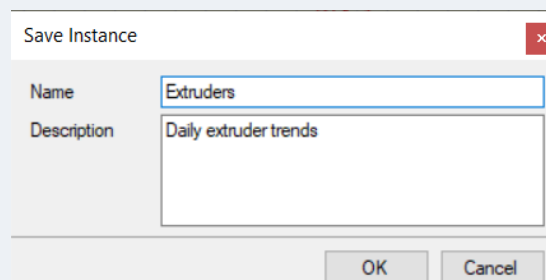 Save Instance
Name Extruders
Description Daily extruder trends
OK Cancel